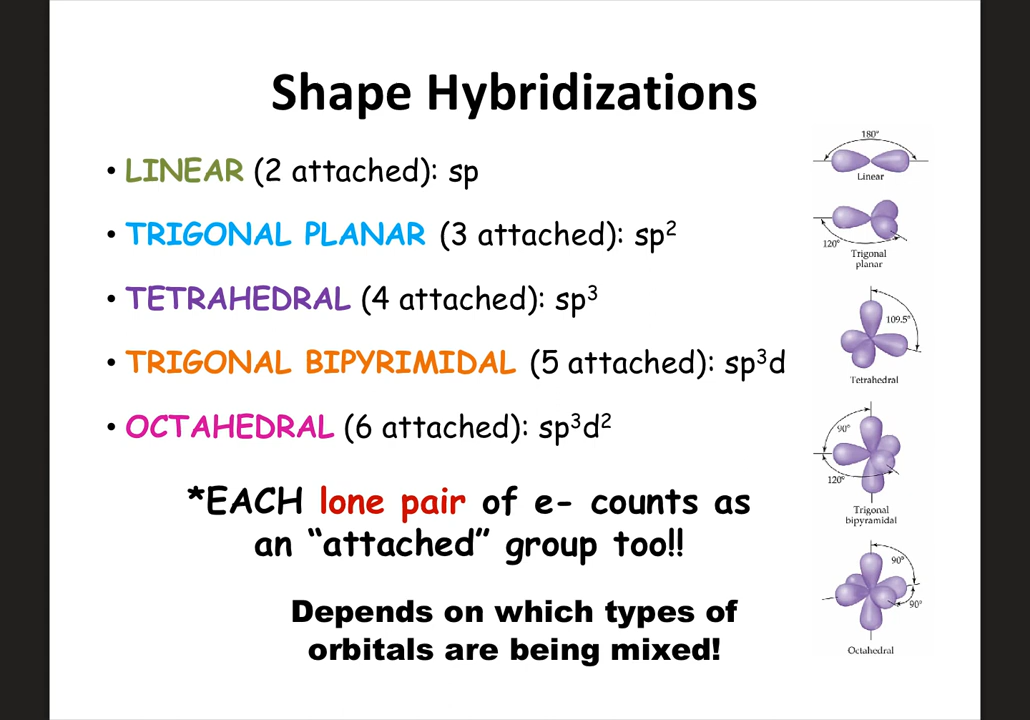 Shape Hybridizations
• LINEAR (2 attached): sp
• TRIGONAL PLANAR (3 attached): sp²
• TETRAHEDRAL (4 attached): sp³
• TRIGONAL BIPYRIMIDAL (5 attached): sp³d
• OCTAHEDRAL (6 attached): sp³d²
*EACH lone pair of e- counts as
an “attached” group too!!
Depends on which types of
orbitals are being mixed!
180°
Linear
120°
Trigonal
planar
109.5°
Tetrahedral
90°
120°
Trigonal
bipyramidal
90°
90°
Octahedral